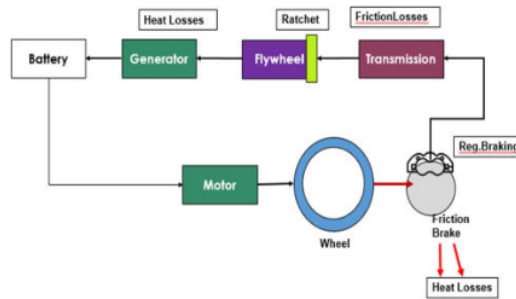 Heat Losses
Ratchet
FrictionLosses
Battery
Generator
Flywheel
Transmission
Reg.Braking
Motor
Wheel
Friction
Brake
Heat Losses